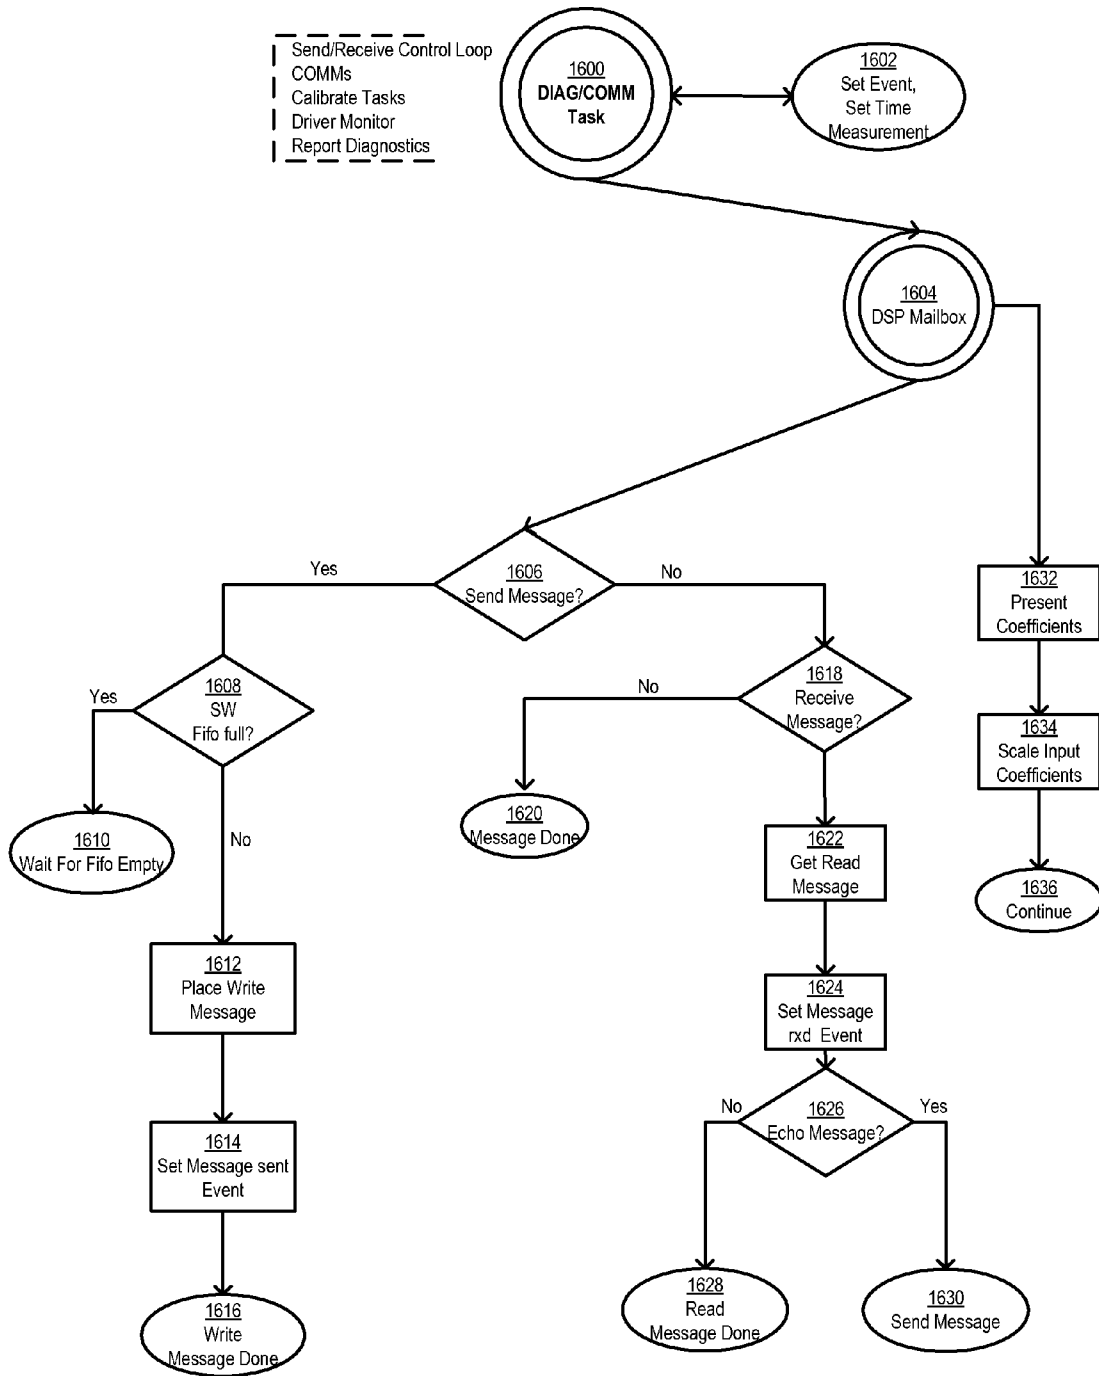 Send/Receive Control Loop
COMMs
Calibrate Tasks
Driver Monitor
Report Diagnostics
1600
DIAG/COMM
Task
1602
Set Event,
Set Time
Measurement
1604
DSP Mailbox
1606
Send Message?
Yes
No
1608
SW
Fifo full?
Yes
No
1610
Wait For Fifo Empty
1612
Place Write
Message
1614
Set Message sent
Event
1616
Write
Message Done
1618
Receive
Message?
No
1620
Message Done
1622
Get Read
Message
1624
Set Message
rxd Event
1626
Echo Message?
No
Yes
1628
Read
Message Done
1630
Send Message
1632
Present
Coefficients
1634
Scale Input
Coefficients
1636
Continue